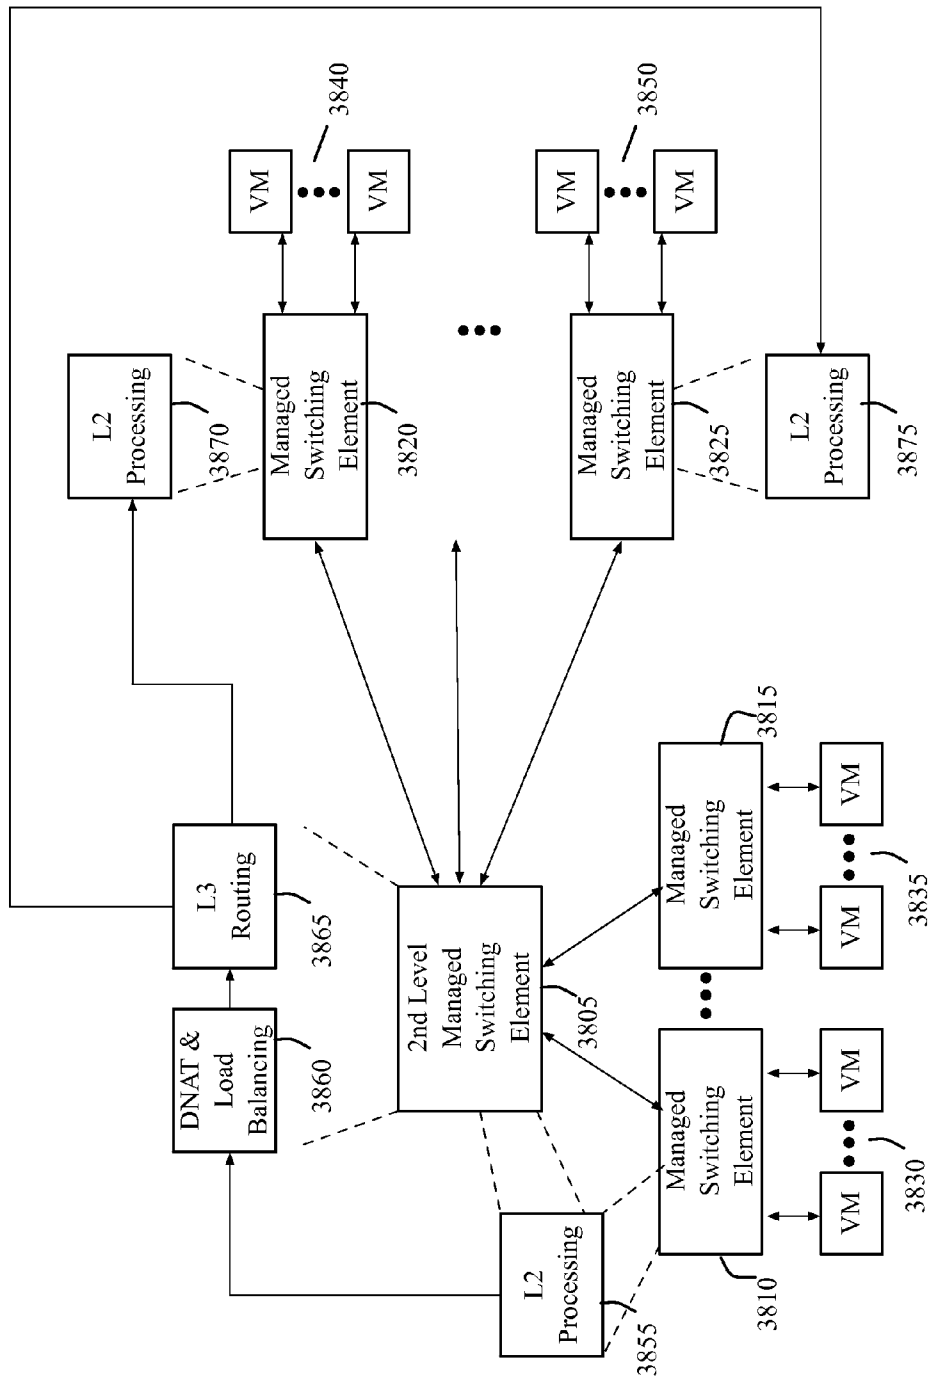 L2
Processing
3855
DNAT &
Load
Balancing
3860
L3
Routing
3865
L2
Processing
3870
2nd Level
Managed
Switching
Element
3805
Managed
Switching
Element
3820
VM
VM
3840
Managed
Switching
Element
3825
VM
VM
3850
L2
Processing
3875
Managed
Switching
Element
3810
VM
VM
3830
Managed
Switching
Element
3815
VM
VM
3835